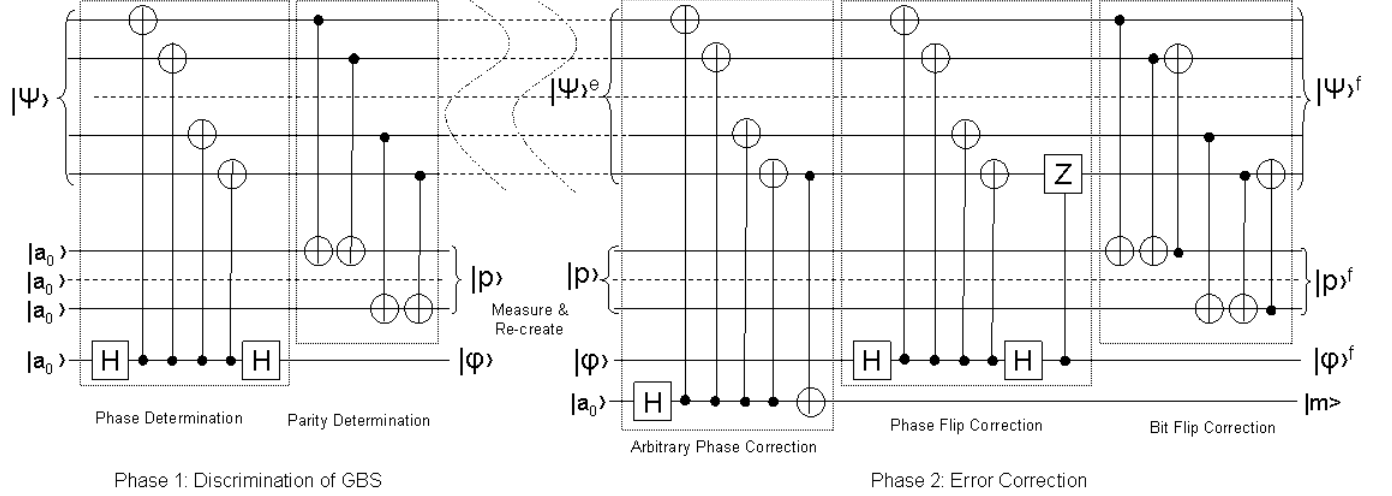 |Ψ⟩
|Ψ⟩ᵉ
|Ψ⟩ᶠ
Z
|a₀⟩
|a₀⟩
|a₀⟩
|p⟩
Measure &
Re-create
|p⟩
|p⟩ᶠ
|a₀⟩ H H |φ⟩
|φ⟩ H H |φ⟩ᶠ
|a₀⟩ H |m>
Phase Determination
Parity Determination
Arbitrary Phase Correction
Phase Flip Correction
Bit Flip Correction
Phase 1: Discrimination of GBS
Phase 2: Error Correction